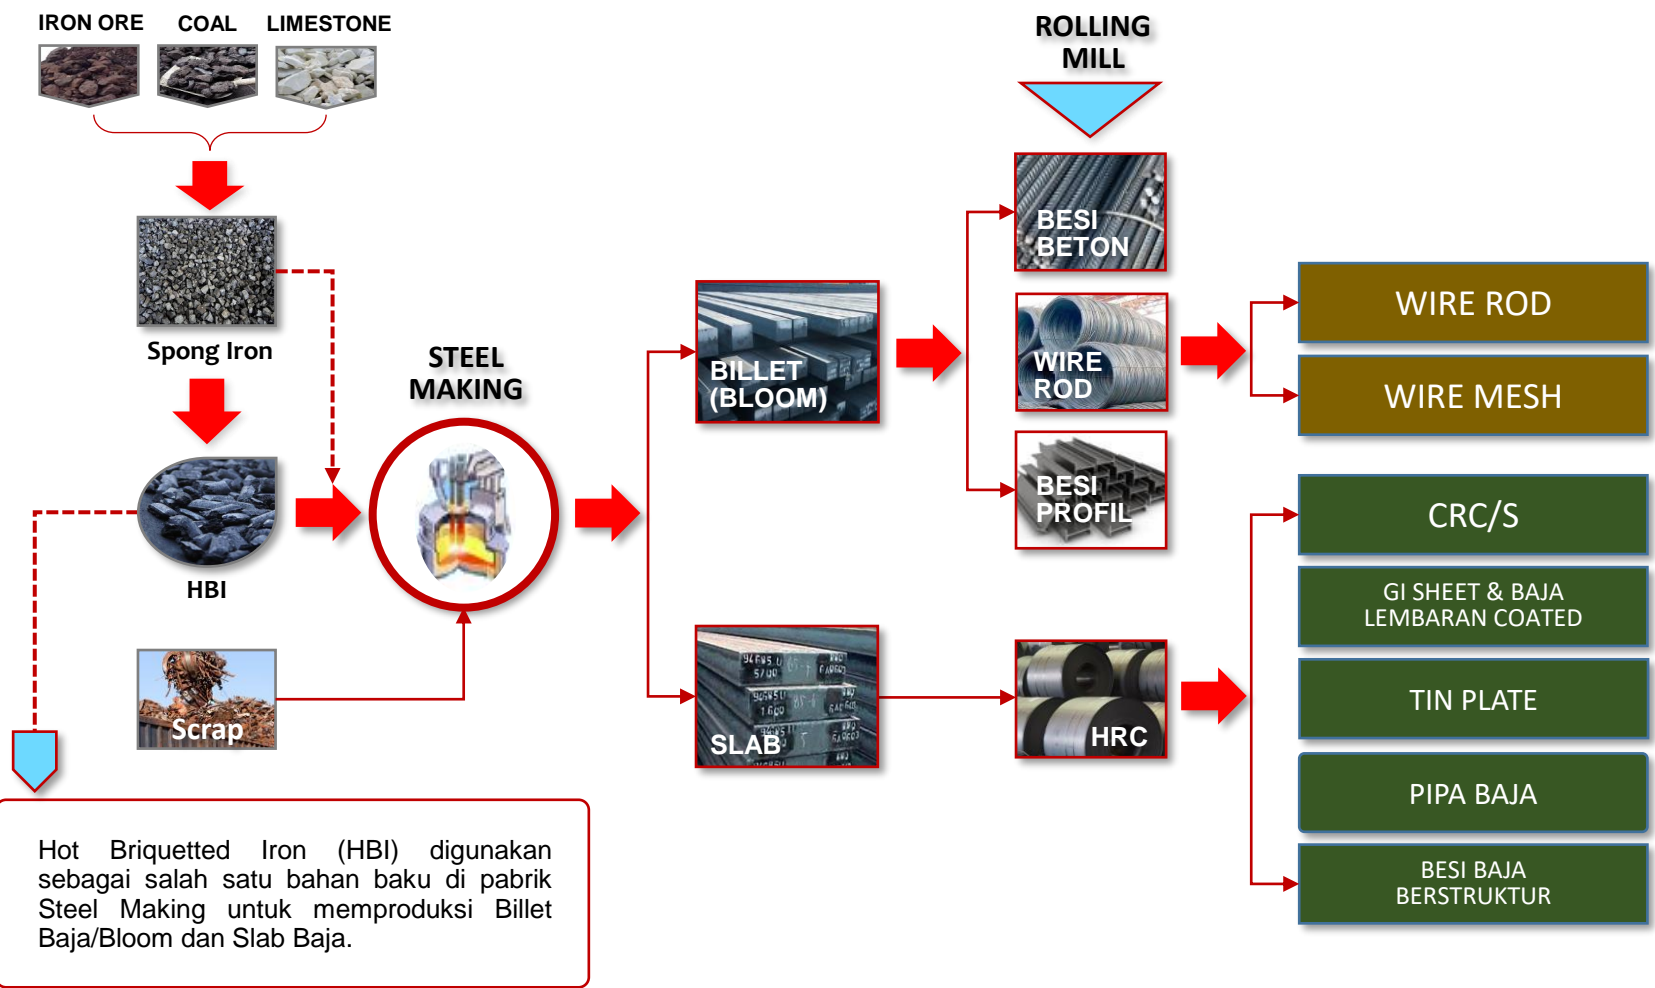 IRON ORE
COAL
LIMESTONE
Spong Iron
HBI
Scrap
Hot Briquetted Iron (HBI) digunakan
sebagai salah satu bahan baku di pabrik
Steel Making untuk memproduksi Billet
Baja/Bloom dan Slab Baja.
STEEL
MAKING
BILLET
(BLOOM)
SLAB
ROLLING
MILL
BESI
BETON
WIRE
ROD
BESI
PROFIL
HRC
WIRE ROD
WIRE MESH
CRC/S
GI SHEET & BAJA
LEMBARAN COATED
TIN PLATE
PIPA BAJA
BESI BAJA
BERSTRUKTUR